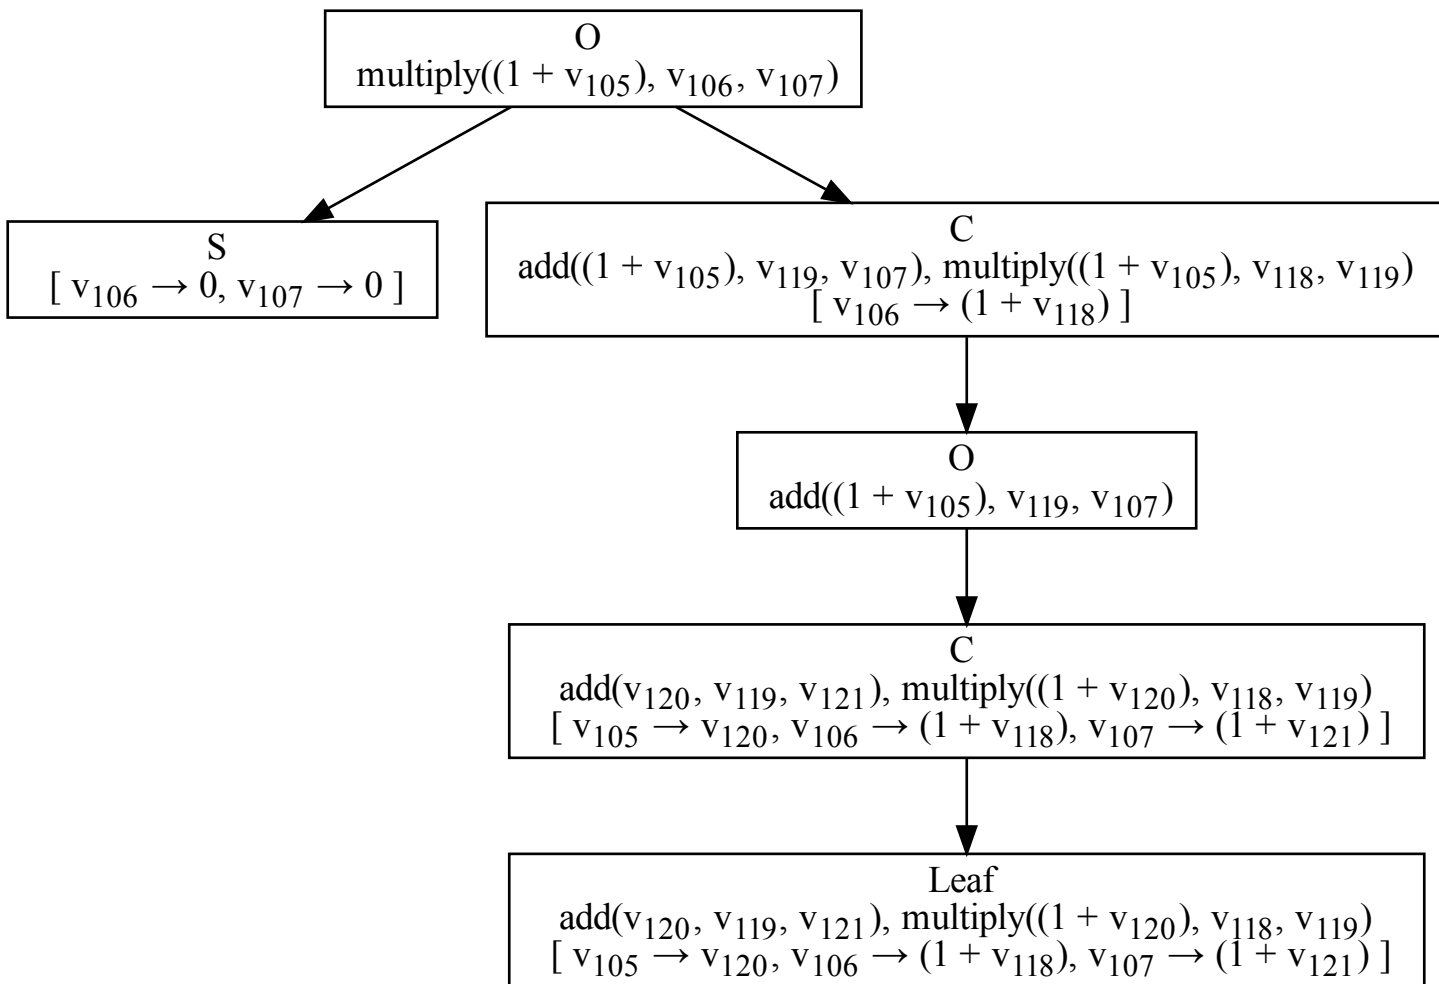 O
multiply((1 + v₁₀₅), v₁₀₆, v₁₀₇)
S
[ v₁₀₆ → 0, v₁₀₇ → 0 ]
C
add((1 + v₁₀₅), v₁₁₉, v₁₀₇), multiply((1 + v₁₀₅), v₁₁₈, v₁₁₉)
[ v₁₀₆ → (1 + v₁₁₈) ]
O
add((1 + v₁₀₅), v₁₁₉, v₁₀₇)
C
add(v₁₂₀, v₁₁₉, v₁₂₁), multiply((1 + v₁₂₀), v₁₁₈, v₁₁₉)
[ v₁₀₅ → v₁₂₀, v₁₀₆ → (1 + v₁₁₈), v₁₀₇ → (1 + v₁₂₁) ]
Leaf
add(v₁₂₀, v₁₁₉, v₁₂₁), multiply((1 + v₁₂₀), v₁₁₈, v₁₁₉)
[ v₁₀₅ → v₁₂₀, v₁₀₆ → (1 + v₁₁₈), v₁₀₇ → (1 + v₁₂₁) ]